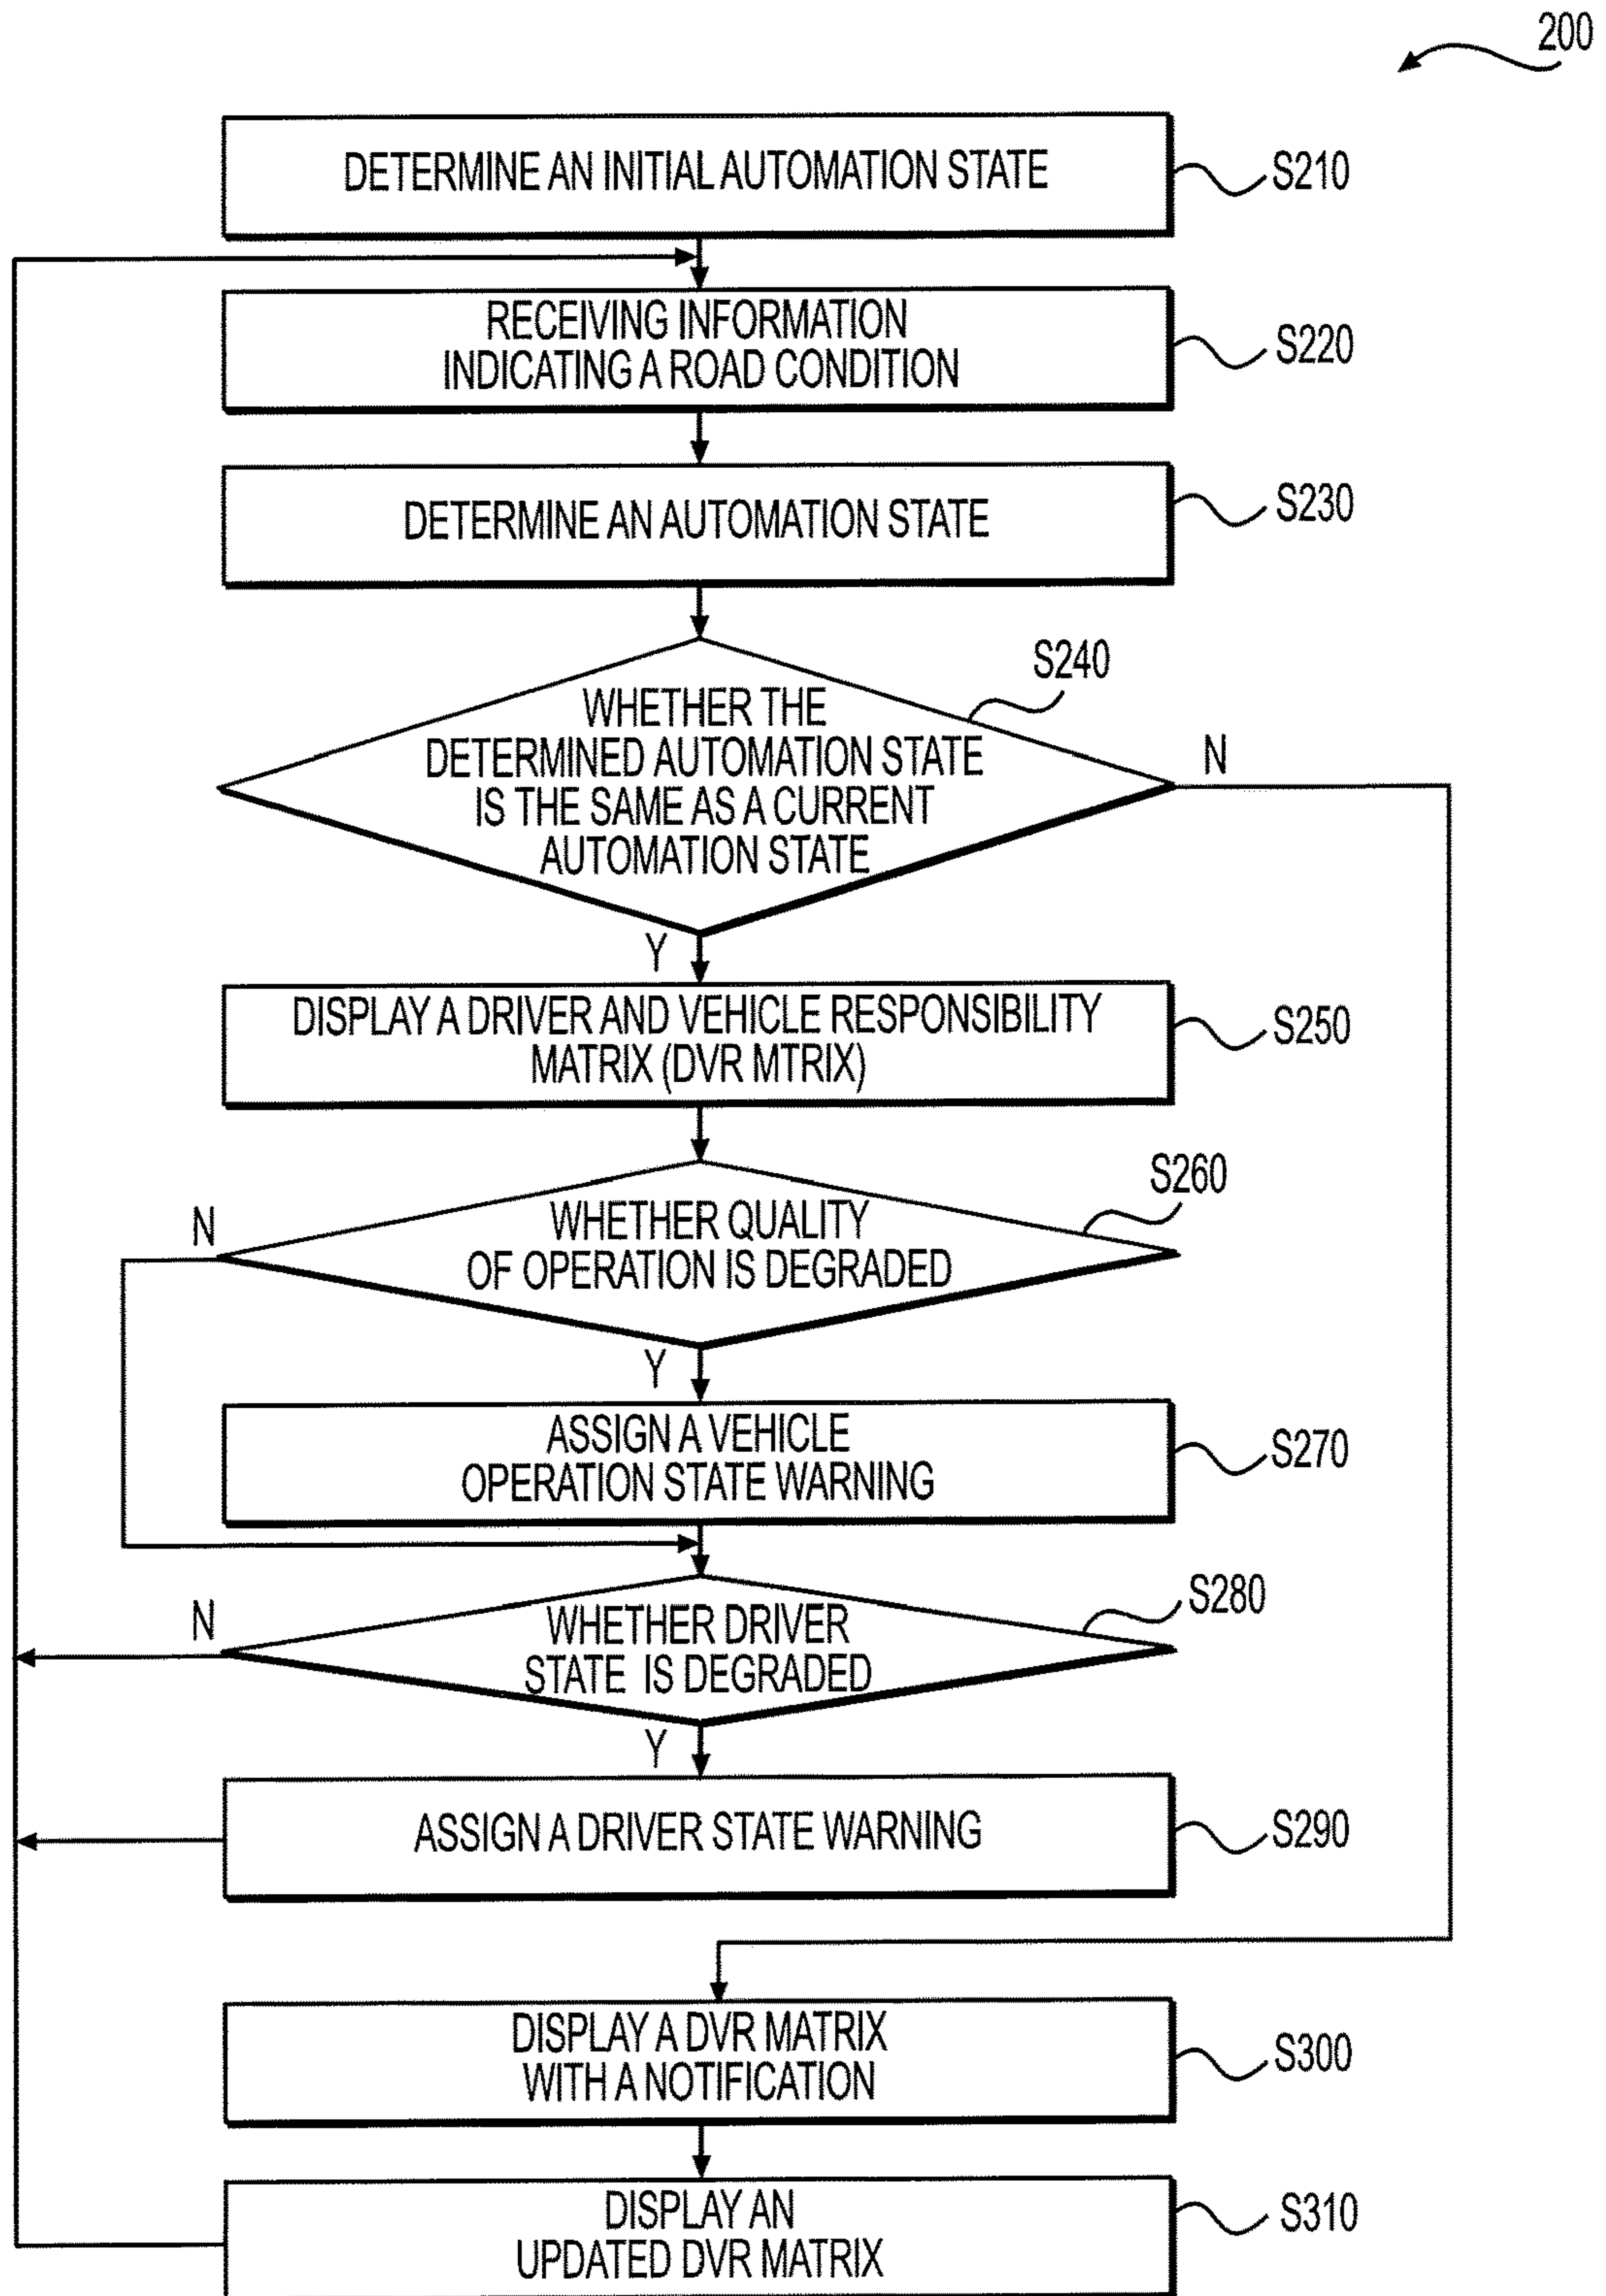 200
DETERMINE AN INITIAL AUTOMATION STATE
S210
RECEIVING INFORMATION
INDICATING A ROAD CONDITION
S220
DETERMINE AN AUTOMATION STATE
S230
S240
WHETHER THE
DETERMINED AUTOMATION STATE
IS THE SAME AS A CURRENT
AUTOMATION STATE
N
Y
DISPLAY A DRIVER AND VEHICLE RESPONSIBILITY
MATRIX (DVR MTRIX)
S250
S260
WHETHER QUALITY
OF OPERATION IS DEGRADED
N
Y
ASSIGN A VEHICLE
OPERATION STATE WARNING
S270
S280
WHETHER DRIVER
STATE IS DEGRADED
N
Y
ASSIGN A DRIVER STATE WARNING
S290
DISPLAY A DVR MATRIX
WITH A NOTIFICATION
S300
DISPLAY AN
UPDATED DVR MATRIX
S310